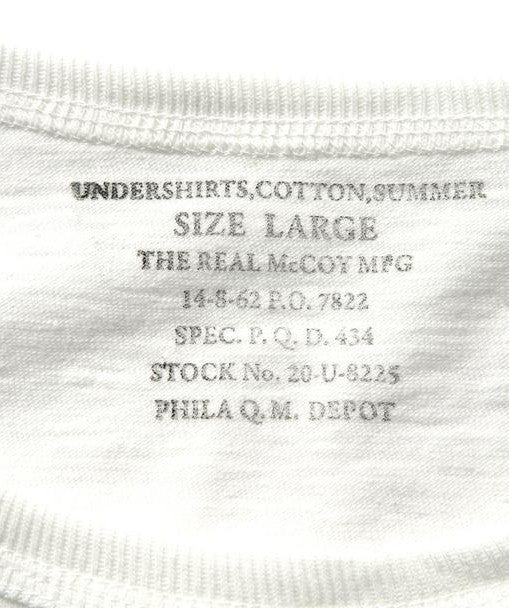 UNDERSHIRTS,COTTON,SUMMER
SIZE LARGE
THE REAL McCOY MFG
14-8-62 P.O. 7822
SPEC. P. Q. D. 434
STOCK No. 20-U-8225
PHILA Q.M. DEPOT